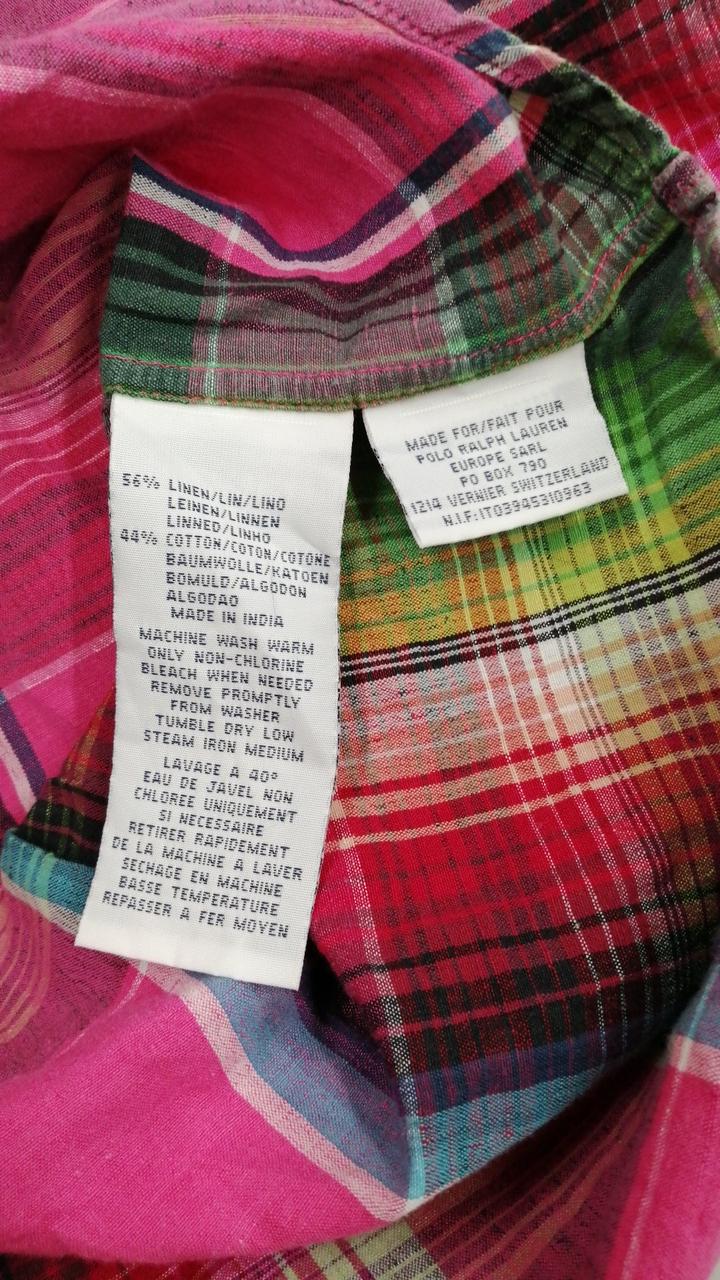 56% LINEN/LIN/LINO
LEINEN/LINNEN
LINNED/LINHO
44% COTTON/COTON/COTONE
BAUMWOLLE/KATOEN
BOMULD/ALGODON
ALGODAO
MADE IN INDIA
MACHINE WASH WARM
ONLY NON-CHLORINE
BLEACH WHEN NEEDED
REMOVE PROMPTLY
FROM WASHER
TUMBLE DRY LOW
STEAM IRON MEDIUM
LAVAGE A 40°
EAU DE JAVEL NON
CHLOREE UNIQUEMENT
SI NECESSAIRE
RETIRER RAPIDEMENT
DE LA MACHINE A LAVER
SECHAGE EN MACHINE
BASSE TEMPERATURE
REPASSER A FER MOYEN
MADE FOR/FAIT POUR
POLO RALPH LAUREN
EUROPE SARL
PO BOX 790
1214 VERNIER SWITZERLAND
N.I.F:IT03945310963